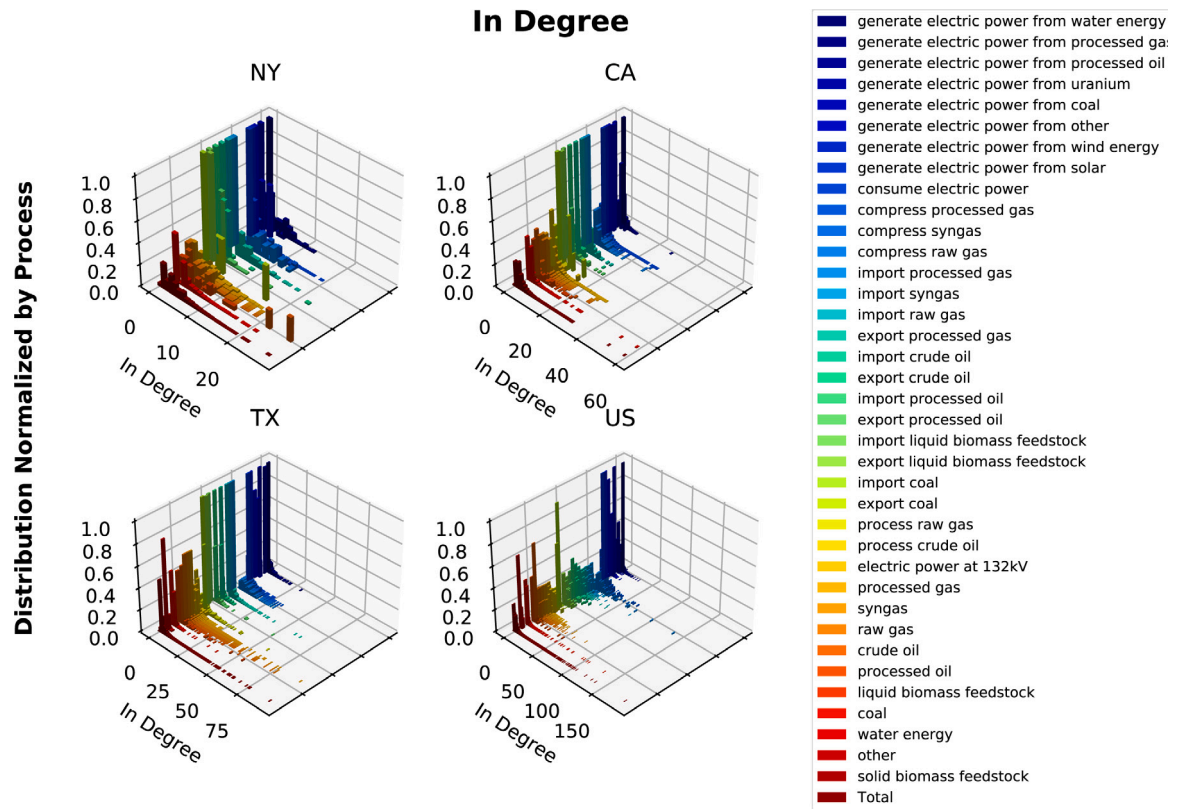 In Degree
Distribution Normalized by Process
NY
1.0
0.8
0.6
0.4
0.2
0.0
0
10
20
In Degree
CA
1.0
0.8
0.6
0.4
0.2
0.0
0
20
40
60
In Degree
TX
1.0
0.8
0.6
0.4
0.2
0.0
0
25
50
75
In Degree
US
1.0
0.8
0.6
0.4
0.2
0.0
0
50
100
150
In Degree
generate electric power from water energy
generate electric power from processed gas
generate electric power from processed oil
generate electric power from uranium
generate electric power from coal
generate electric power from other
generate electric power from wind energy
generate electric power from solar
consume electric power
compress processed gas
compress syngas
compress raw gas
import processed gas
import syngas
import raw gas
export processed gas
import crude oil
export crude oil
import processed oil
export processed oil
import liquid biomass feedstock
export liquid biomass feedstock
import coal
export coal
process raw gas
process crude oil
electric power at 132kV
processed gas
syngas
raw gas
crude oil
processed oil
liquid biomass feedstock
coal
water energy
other
solid biomass feedstock
Total